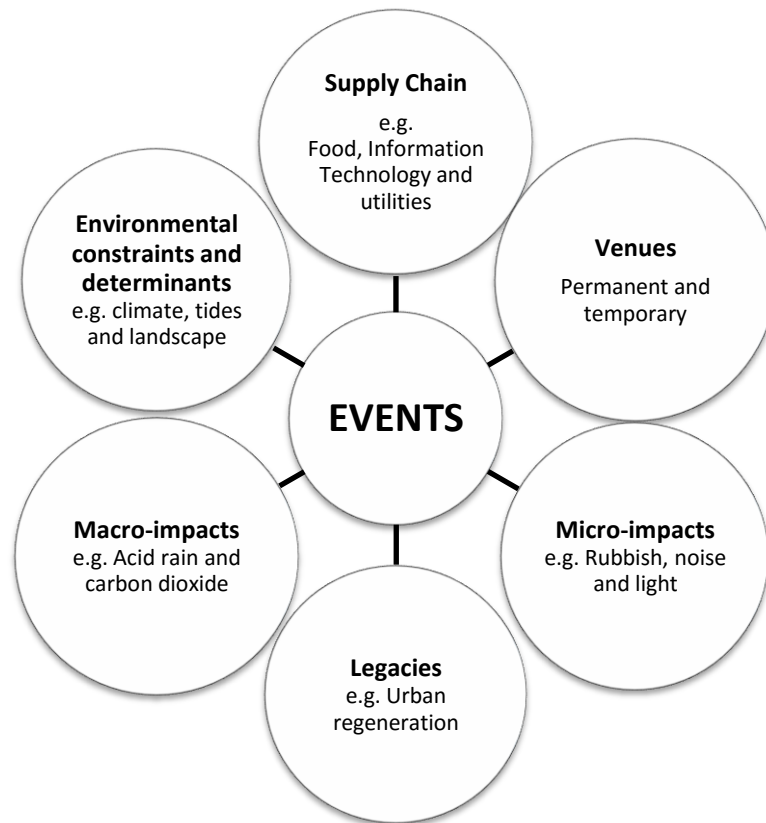 Supply Chain
e.g.
Food, Information
Technology and
utilities
Environmental
constraints and
determinants
e.g. climate, tides
and landscape
Venues
Permanent and
temporary
EVENTS
Macro-impacts
e.g. Acid rain and
carbon dioxide
Micro-impacts
e.g. Rubbish, noise
and light
Legacies
e.g. Urban
regeneration